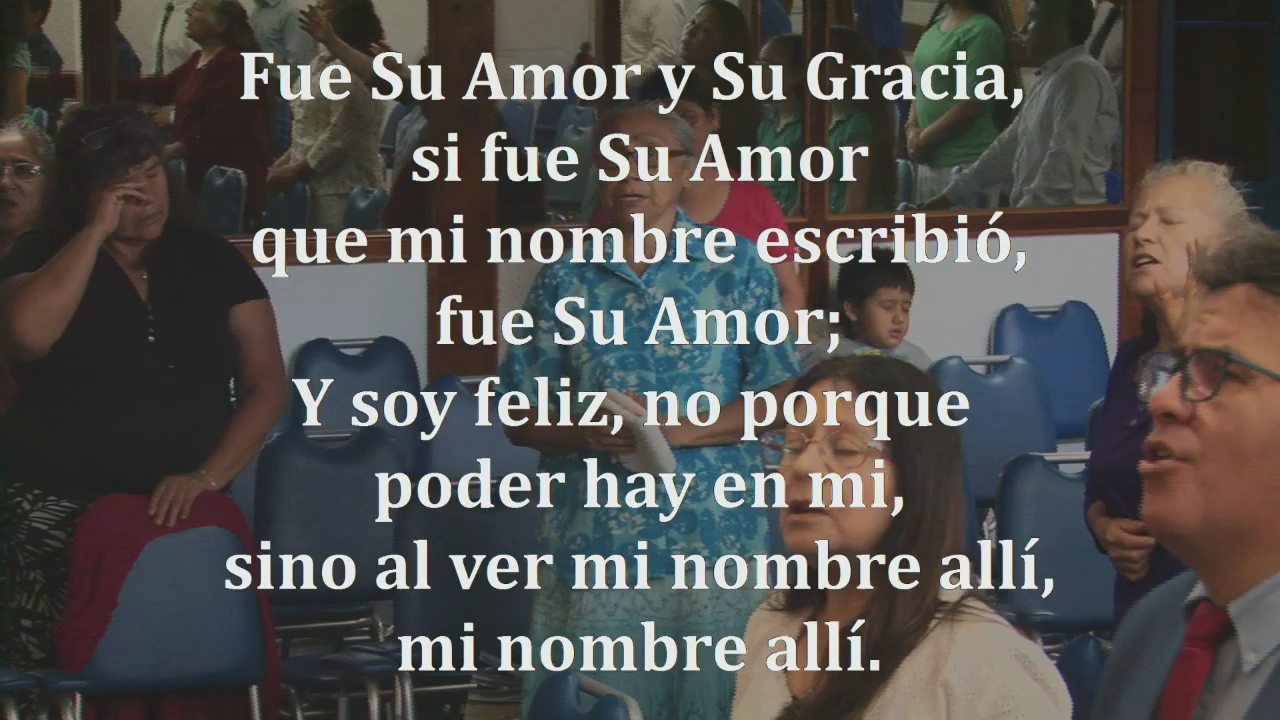 Fue Su Amor y Su Gracia,
si fue Su Amor
que mi nombre escribió,
fue Su Amor;
Y soy feliz, no porque
poder hay en mi,
sino al ver mi nombre allí,
mi nombre allí.